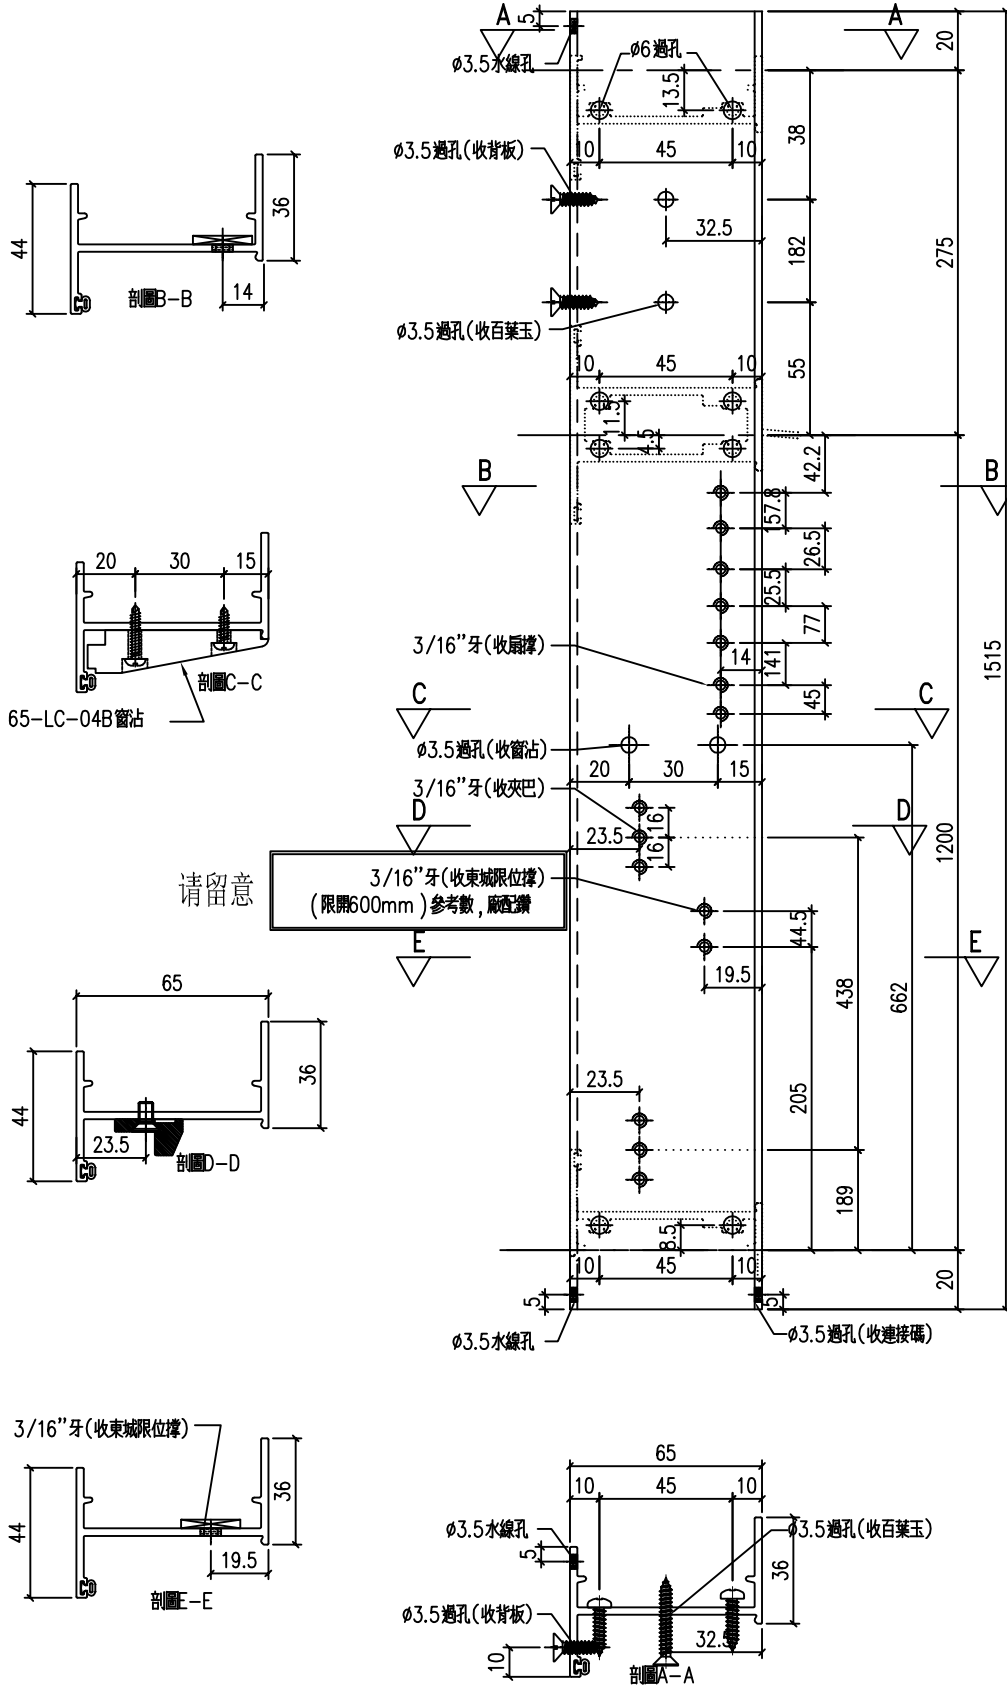 A
A
5
20
ø3.5水線孔
ø6過孔
13.5
38
ø3.5過孔(收背板)
10
45
10
36
44
32.5
182
275
剖圖B-B
14
ø3.5過孔(收百葉玉)
10
45
10
55
11.5
4.5
42.2
B
B
157.8
26.5
20
30
15
25.5
77
3/16”牙(收扇撐)
14
141
1515
剖圖C-C
45
65-LC-04B窗沾
C
C
ø3.5過孔(收窗沾)
20
30
15
3/16”牙(收夾巴)
D
D
16
23.5
16
1200
请留意
3/16”牙(收東城限位撐)
(限開600mm)參考數,廠配鑽
44.5
E
E
65
19.5
438
662
36
44
23.5
205
23.5
剖圖D-D
189
8.5
10
45
10
20
5
5
ø3.5水線孔
ø3.5過孔(收連接碼)
3/16”牙(收東城限位撐)
36
44
19.5
剖圖E-E
65
10
45
10
ø3.5水線孔
5
ø3.5過孔(收百葉玉)
36
ø3.5過孔(收背板)
32.5
10
剖圖A-A